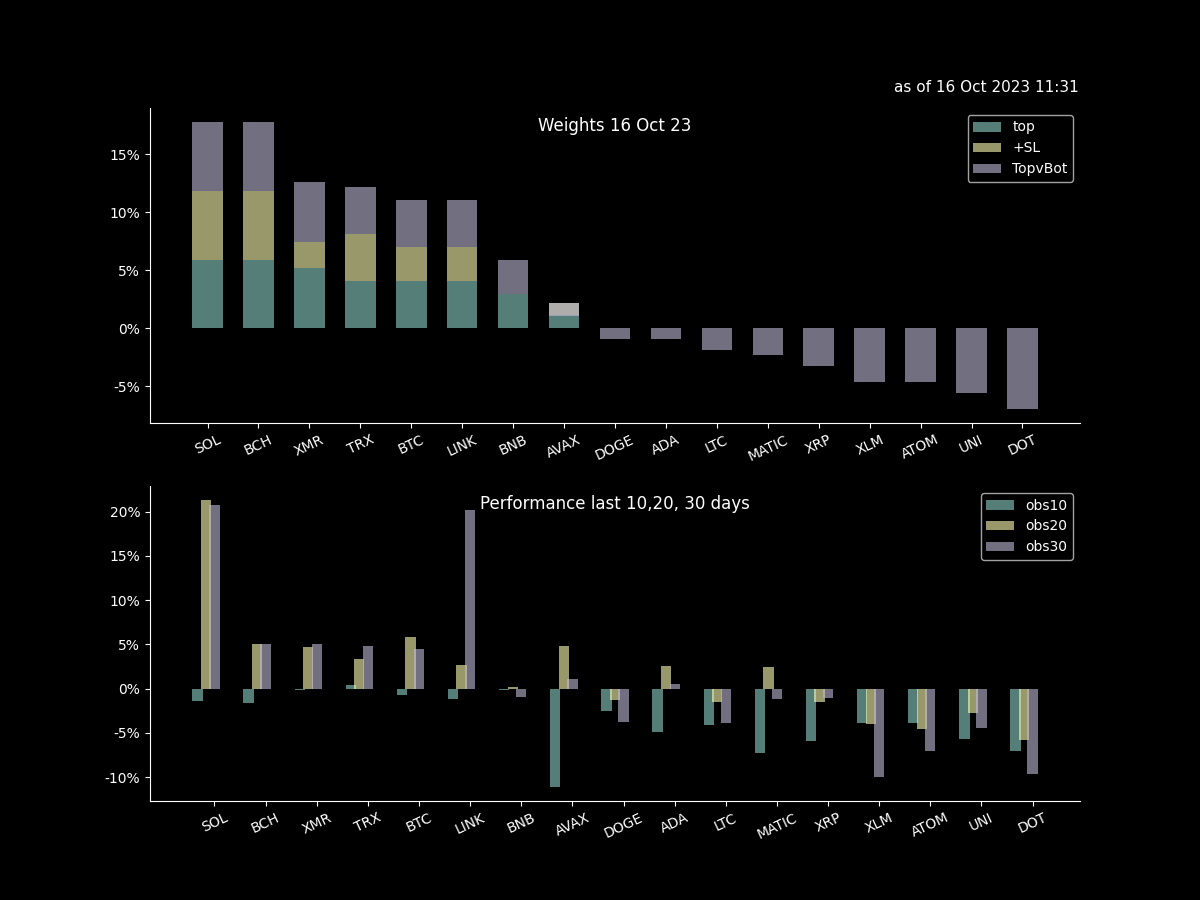 as of 16 Oct 2023 11:31
Weights 16 Oct 23
top
+SL
TopvBot
15%
10%
5%
0%
-5%
SOL BCH XMR TRX BTC LINK BNB AVAX DOGE ADA LTC MATIC XRP XLM ATOM UNI DOT
Performance last 10,20, 30 days
obs10
obs20
obs30
20%
15%
10%
5%
0%
-5%
-10%
SOL BCH XMR TRX BTC LINK BNB AVAX DOGE ADA LTC MATIC XRP XLM ATOM UNI DOT